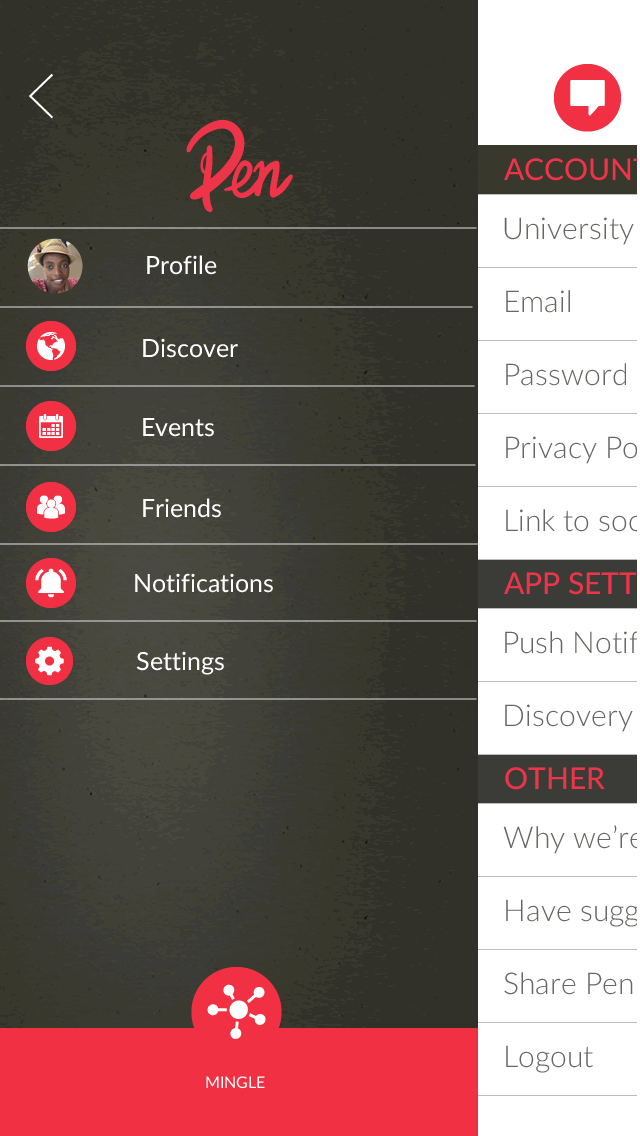 Pen
Profile
Discover
Events
Friends
Notifications
Settings
MINGLE
ACCOUNT
University
Email
Password
Privacy Po
Link to soc
APP SETT
Push Notif
Discovery
OTHER
Why we’re
Have sugg
Share Pen
Logout